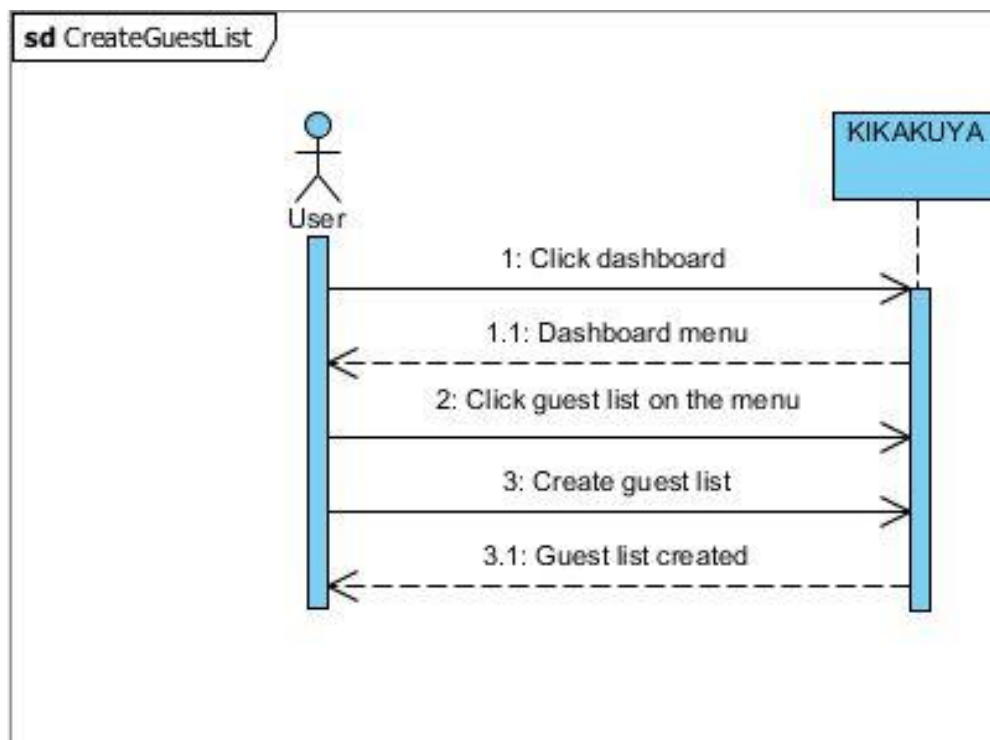 sd CreateGuestList
KIKAKUYA
User
1: Click dashboard
1.1: Dashboard menu
2: Click guest list on the menu
3: Create guest list
3.1: Guest list created